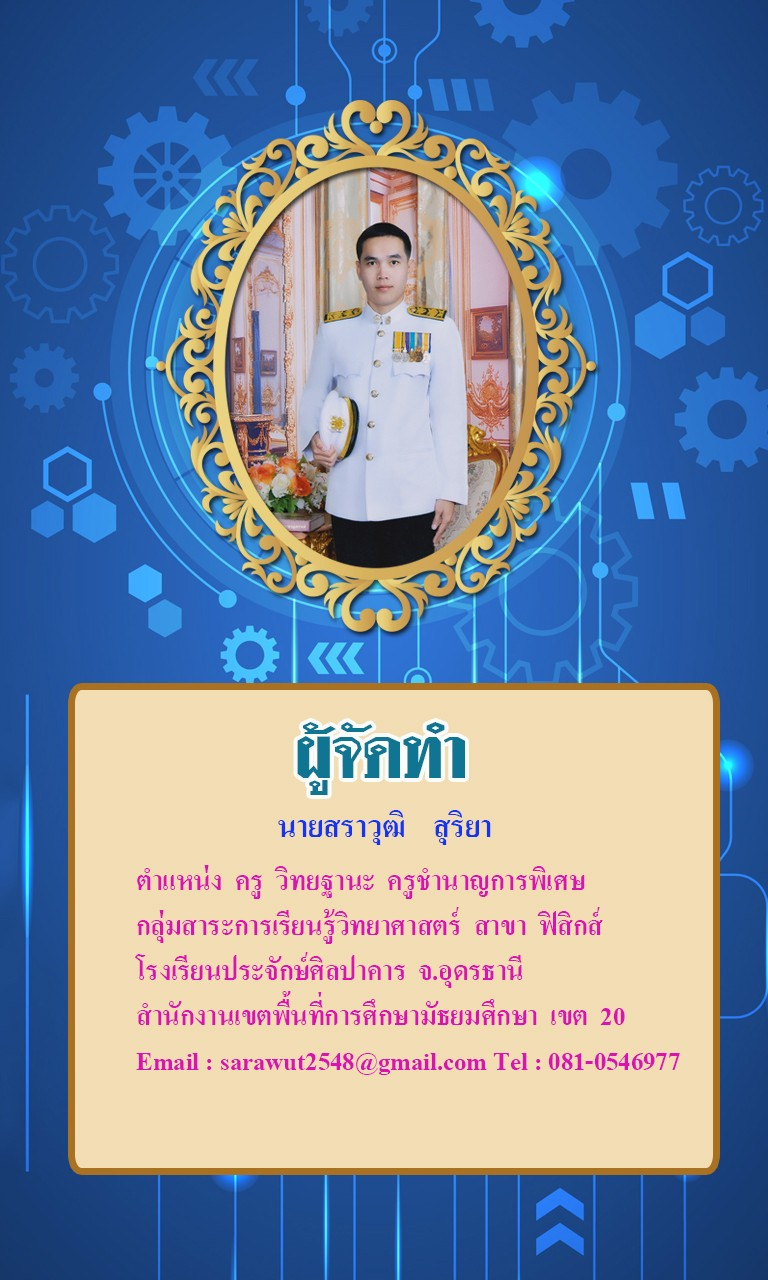 ผู้จัดทำ
นายสราวุฒิ สุริยา
ตำแหน่ง ครู วิทยฐานะ ครูชำนาญการพิเศษ
กลุ่มสาระการเรียนรู้วิทยาศาสตร์ สาขา ฟิสิกส์
โรงเรียนประจักษ์ศิลปาคาร จ.อุดรธานี
สำนักงานเขตพื้นที่การศึกษามัธยมศึกษา เขต 20
Email : sarawut2548@gmail.com Tel : 081-0546977